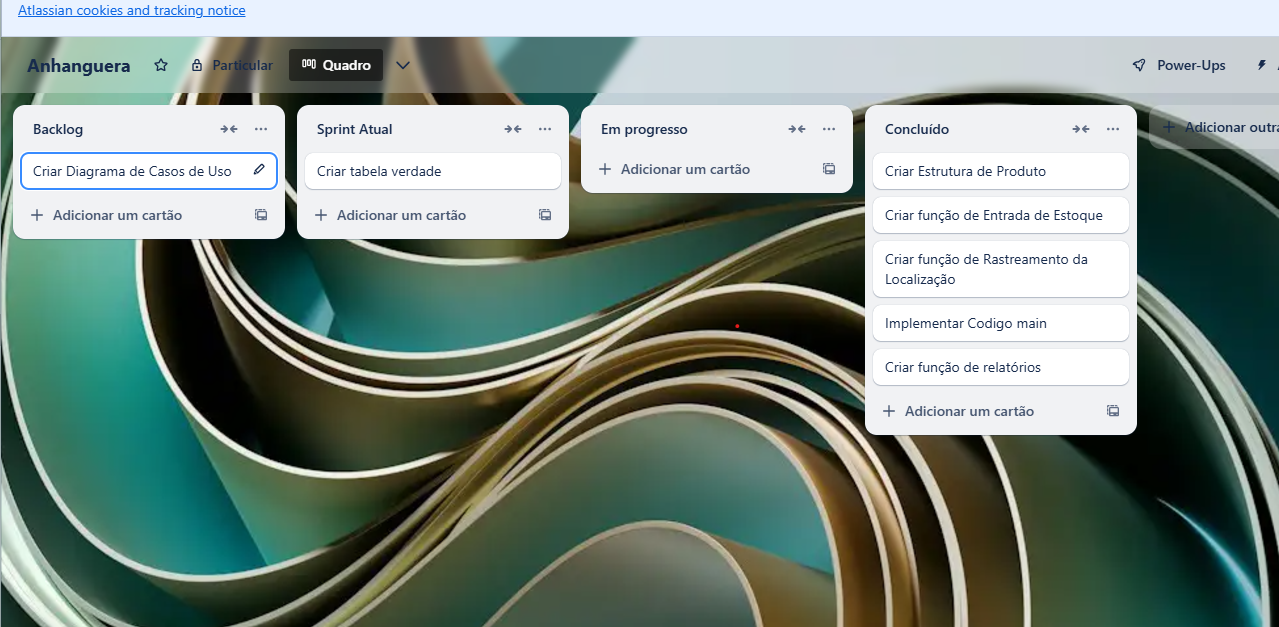 Atlassian cookies and tracking notice
Anhanguera
Particular
Quadro
Power-Ups
Backlog
Criar Diagrama de Casos de Uso
Adicionar um cartão
Sprint Atual
Criar tabela verdade
Adicionar um cartão
Em progresso
Adicionar um cartão
Concluído
Criar Estrutura de Produto
Criar função de Entrada de Estoque
Criar função de Rastreamento da
Localização
Implementar Codigo main
Criar função de relatórios
Adicionar um cartão
Adicionar outra